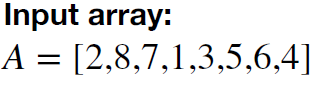 Input array:
A = [2,8,7,1,3,5,6,4]